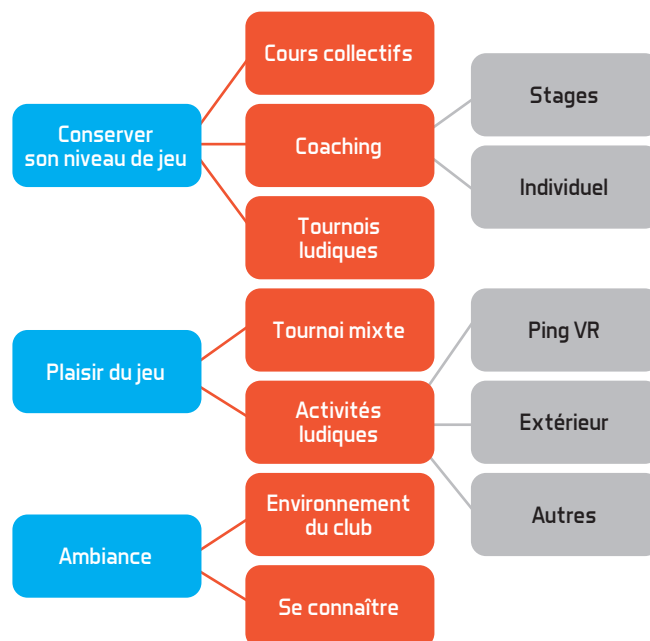 Conserver
son niveau de jeu
Cours collectifs
Coaching
Stages
Individuel
Tournois
ludiques
Plaisir du jeu
Tournoi mixte
Activités
ludiques
Ping VR
Extérieur
Autres
Ambiance
Environnement
du club
Se connaître